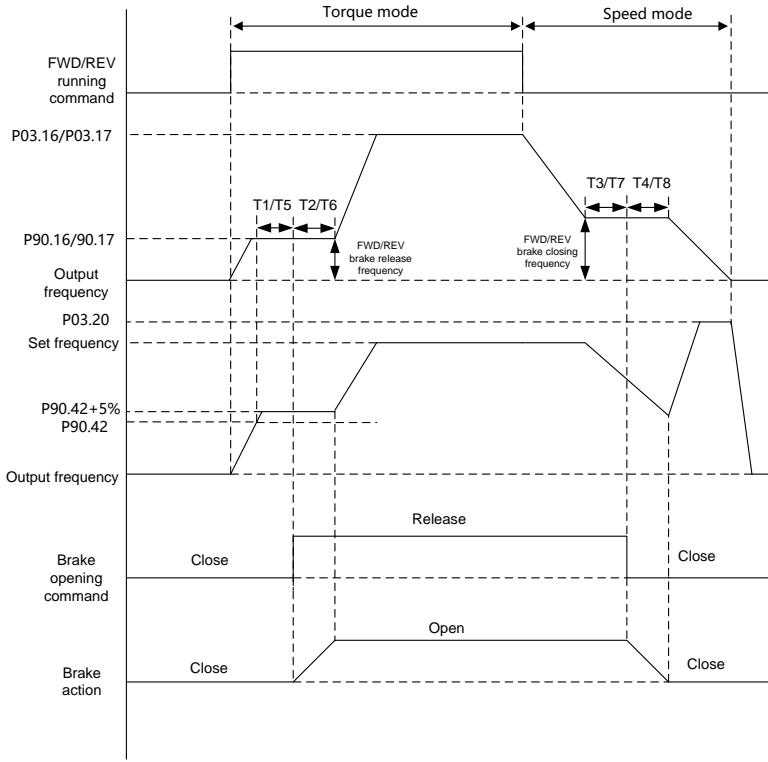 Torque mode
Speed mode
FWD/REV
running
command
P03.16/P03.17
T1/T5
T2/T6
T3/T7
T4/T8
P90.16/90.17
FWD/REV
brake release
frequency
FWD/REV
brake closing
frequency
Output
frequency
P03.20
Set frequency
P90.42+5%
P90.42
Output frequency
Release
Brake
opening
command
Close
Close
Open
Brake
action
Close
Close